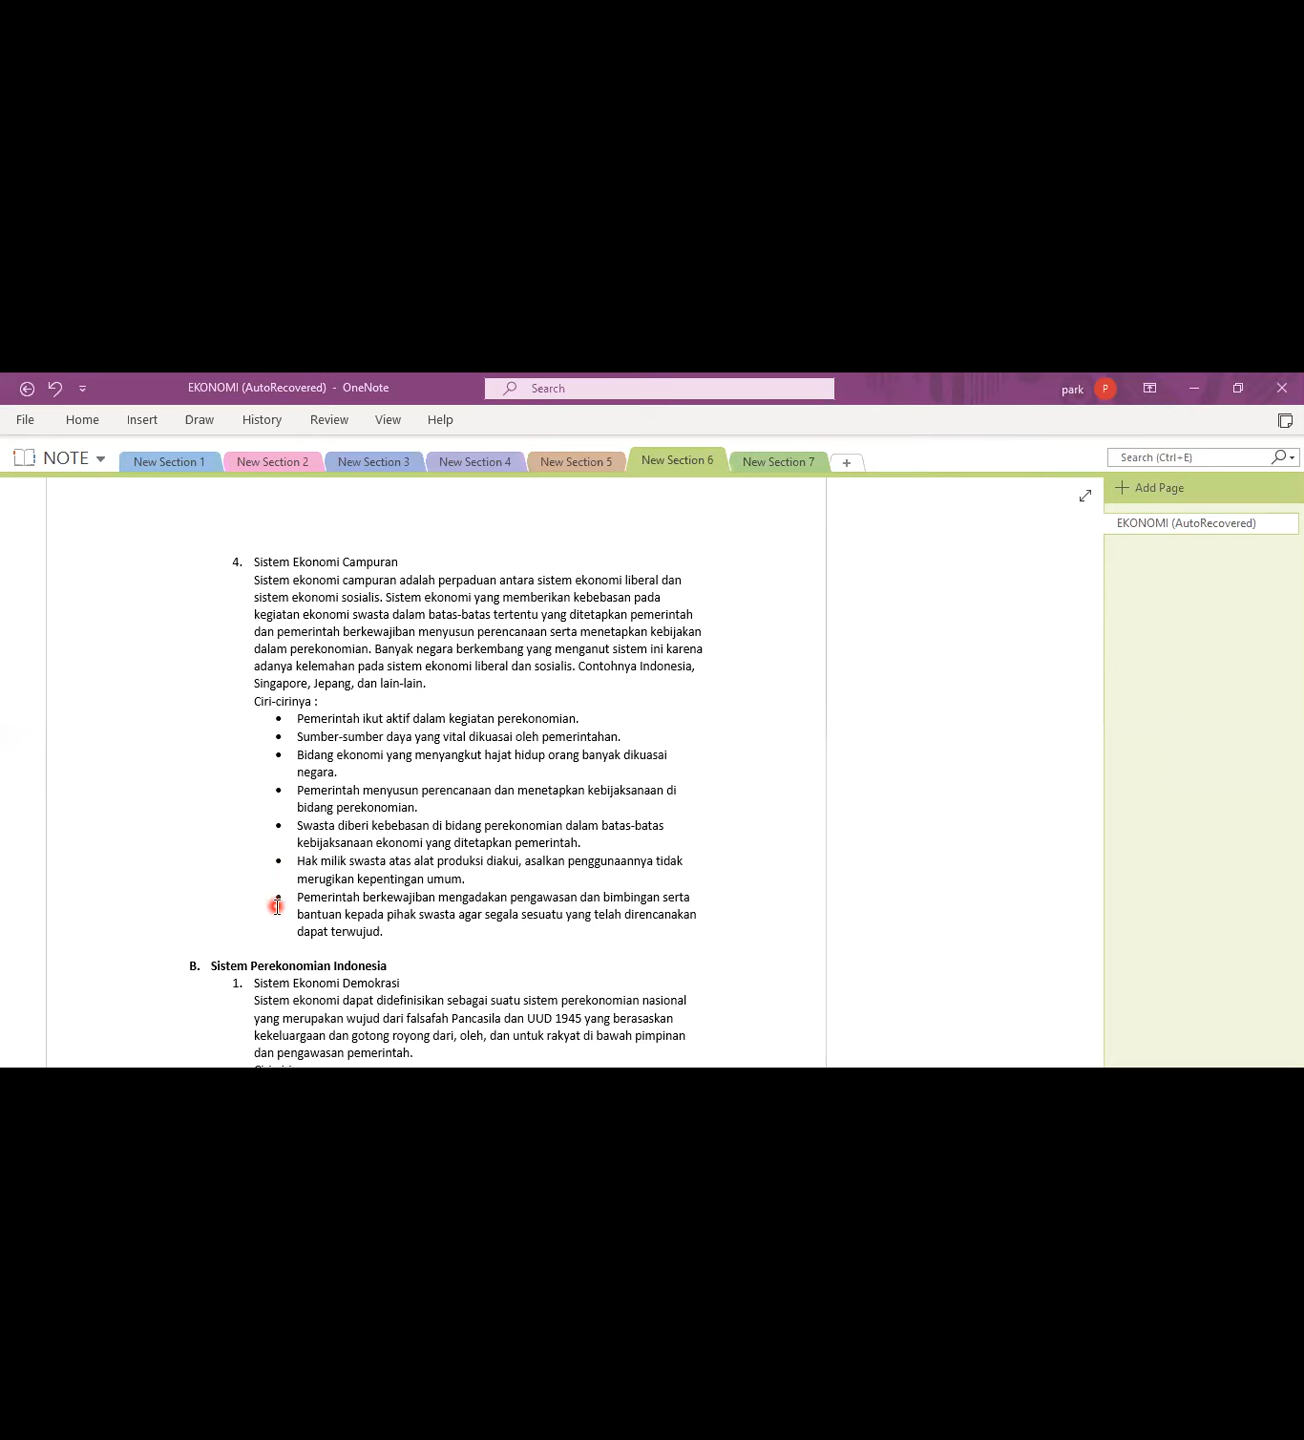 EKONOMI (AutoRecovered) - OneNote
Search
park
P
File Home Insert Draw History Review View Help
NOTE
New Section 1
New Section 2
New Section 3
New Section 4
New Section 5
New Section 6
New Section 7
+
Search (Ctrl+E)
Add Page
EKONOMI (AutoRecovered)
4. Sistem Ekonomi Campuran
Sistem ekonomi campuran adalah perpaduan antara sistem ekonomi liberal dan
sistem ekonomi sosialis. Sistem ekonomi yang memberikan kebebasan pada
kegiatan ekonomi swasta dalam batas-batas tertentu yang ditetapkan pemerintah
dan pemerintah berkewajiban menyusun perencanaan serta menetapkan kebijakan
dalam perekonomian. Banyak negara berkembang yang menganut sistem ini karena
adanya kelemahan pada sistem ekonomi liberal dan sosialis. Contohnya Indonesia,
Singapore, Jepang, dan lain-lain.
Ciri-cirinya :
• Pemerintah ikut aktif dalam kegiatan perekonomian.
• Sumber-sumber daya yang vital dikuasai oleh pemerintahan.
• Bidang ekonomi yang menyangkut hajat hidup orang banyak dikuasai
negara.
• Pemerintah menyusun perencanaan dan menetapkan kebijaksanaan di
bidang perekonomian.
• Swasta diberi kebebasan di bidang perekonomian dalam batas-batas
kebijaksanaan ekonomi yang ditetapkan pemerintah.
• Hak milik swasta atas alat produksi diakui, asalkan penggunaannya tidak
merugikan kepentingan umum.
• Pemerintah berkewajiban mengadakan pengawasan dan bimbingan serta
bantuan kepada pihak swasta agar segala sesuatu yang telah direncanakan
dapat terwujud.
B. Sistem Perekonomian Indonesia
1. Sistem Ekonomi Demokrasi
Sistem ekonomi dapat didefinisikan sebagai suatu sistem perekonomian nasional
yang merupakan wujud dari falsafah Pancasila dan UUD 1945 yang berasaskan
kekeluargaan dan gotong royong dari, oleh, dan untuk rakyat di bawah pimpinan
dan pengawasan pemerintah.